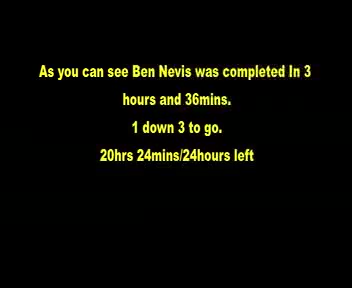 As you can see Ben Nevis was completed In 3
hours and 36mins.
1 down 3 to go.
20hrs 24mins/24hours left